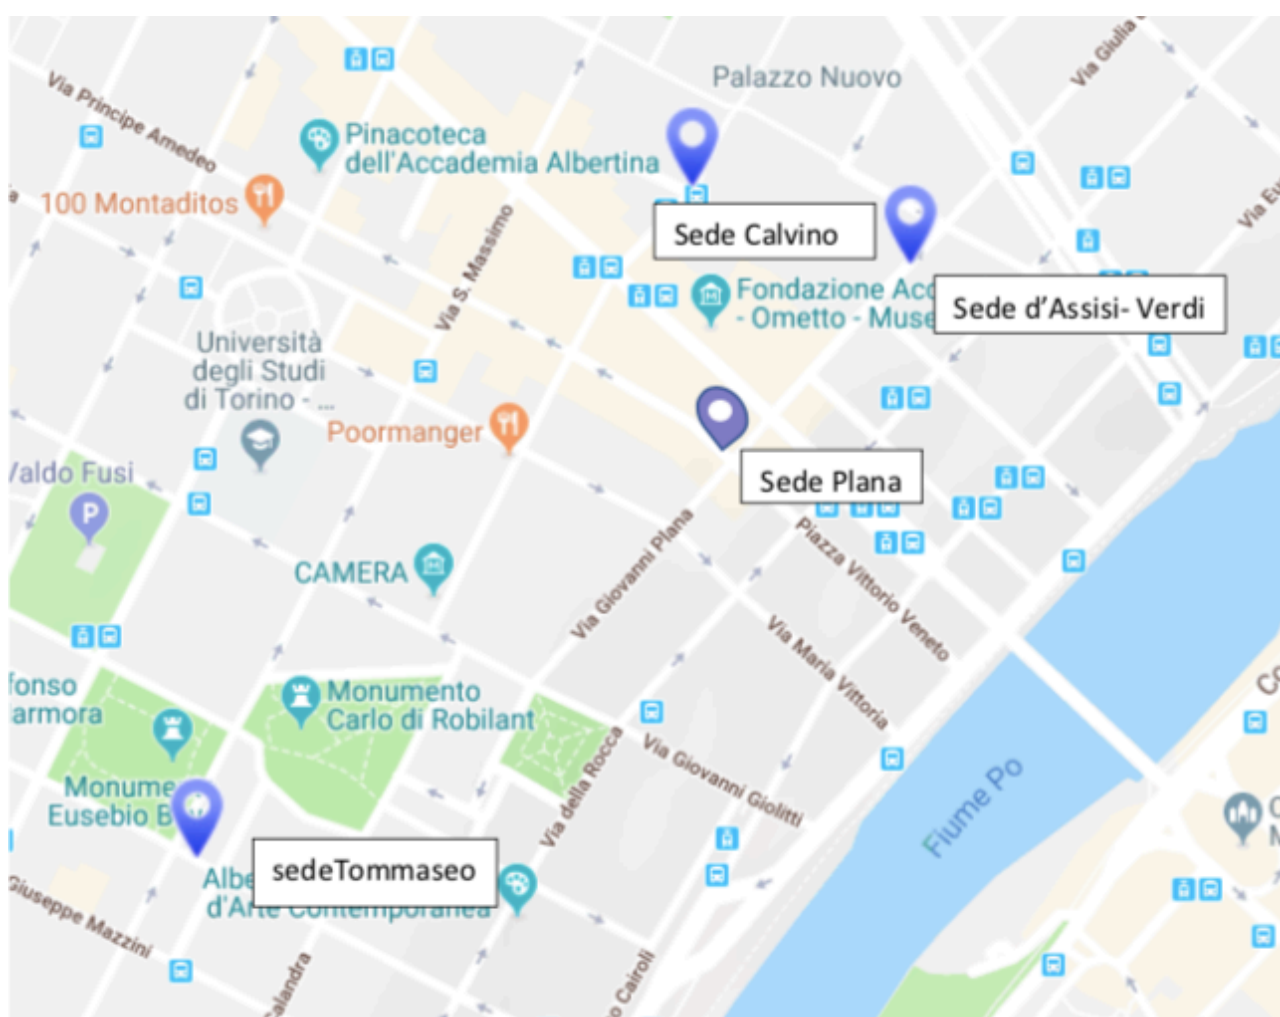 Via Giulia
Palazzo Nuovo
Via Principe Amedeo
Pinacoteca
dell'Accademia Albertina
100 Montaditos
Via S. Massimo
Sede Calvino
Fondazione Acc
- Ometto - Muse
Sede d'Assisi- Verdi
Università
degli Studi
di Torino - ...
Poormanger
Valdo Fusi
P
Sede Plana
Via Giovanni Plana
Piazza Vittorio Veneto
CAMERA
Via Maria Vittoria
fonso
armora
Monumento
Carlo di Robilant
Via Giovanni Giolitti
Via della Rocca
Fiume Po
Monume
Eusebio B
sedeTommaseo
Albe
d'Arte Contemporanea
Giuseppe Mazzini
Calandra
o Cairoli